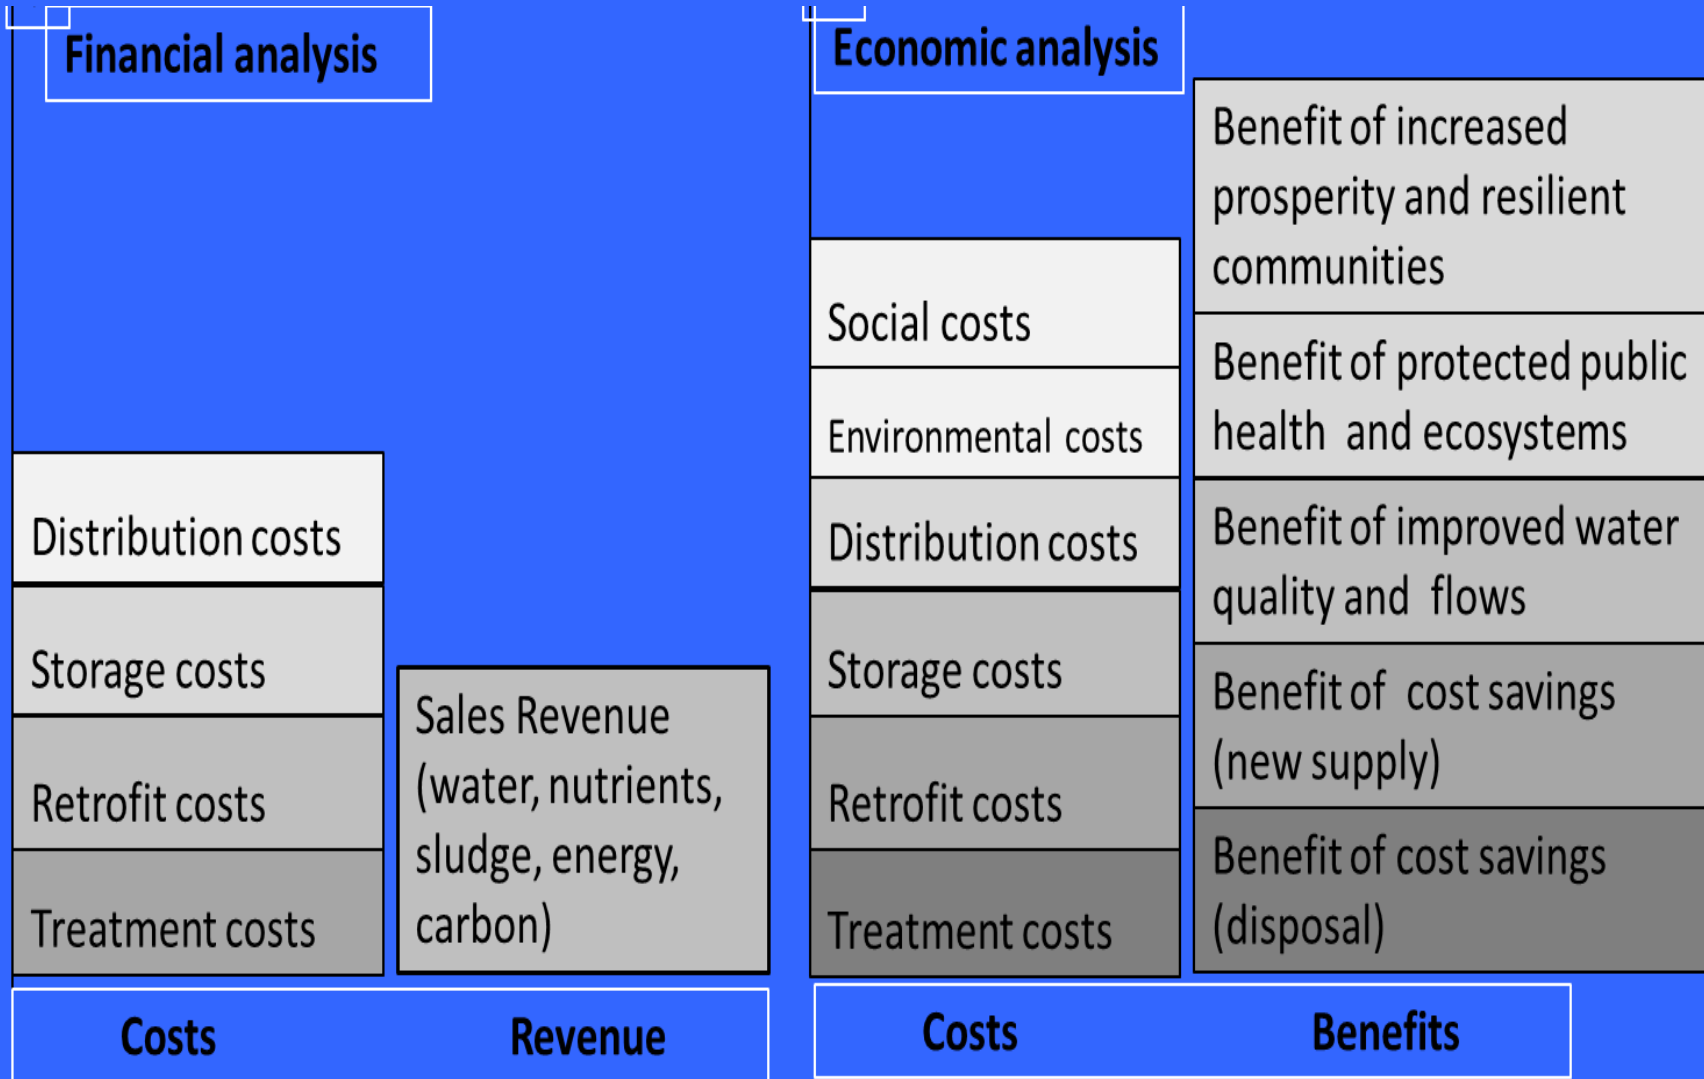 Financial analysis
Distribution costs
Storage costs
Retrofit costs
Treatment costs
Sales Revenue
(water, nutrients,
sludge, energy,
carbon)
Costs
Revenue
Economic analysis
Social costs
Environmental costs
Distribution costs
Storage costs
Retrofit costs
Treatment costs
Benefit of increased
prosperity and resilient
communities
Benefit of protected public
health and ecosystems
Benefit of improved water
quality and flows
Benefit of cost savings
(new supply)
Benefit of cost savings
(disposal)
Costs
Benefits